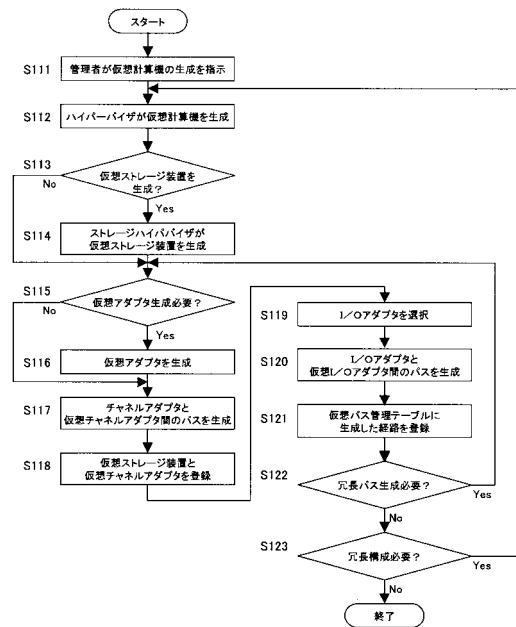 スタート
S111
管理者が仮想計算機の生成を指示
S112
ハイパーバイザが仮想計算機を生成
S113
仮想ストレージ装置を
生成？
No
Yes
S114
ストレージハイパバイザが
仮想ストレージ装置を生成
S115
仮想アダプタ生成必要？
No
Yes
S116
仮想アダプタを生成
S117
チャネルアダプタと
仮想チャネルアダプタ間のパスを生成
S118
仮想ストレージ装置と
仮想チャネルアダプタを登録
S119
I／Oアダプタを選択
S120
I／Oアダプタと
仮想I／Oアダプタ間のパスを生成
S121
仮想パス管理テーブルに
生成した経路を登録
S122
冗長パス生成必要？
Yes
No
S123
冗長構成必要？
Yes
No
終了